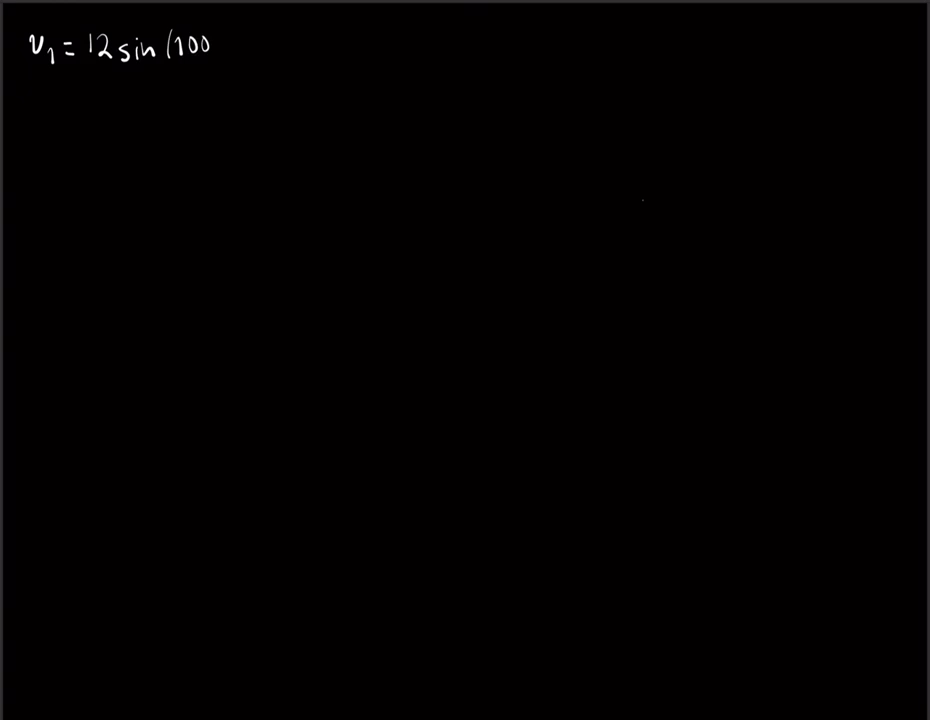 v₁ = 12 sin (100